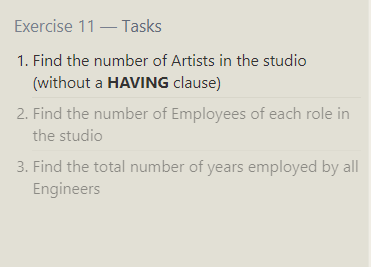 Exercise 11 — Tasks
1. Find the number of Artists in the studio
(without a HAVING clause)
2. Find the number of Employees of each role in
the studio
3. Find the total number of years employed by all
Engineers